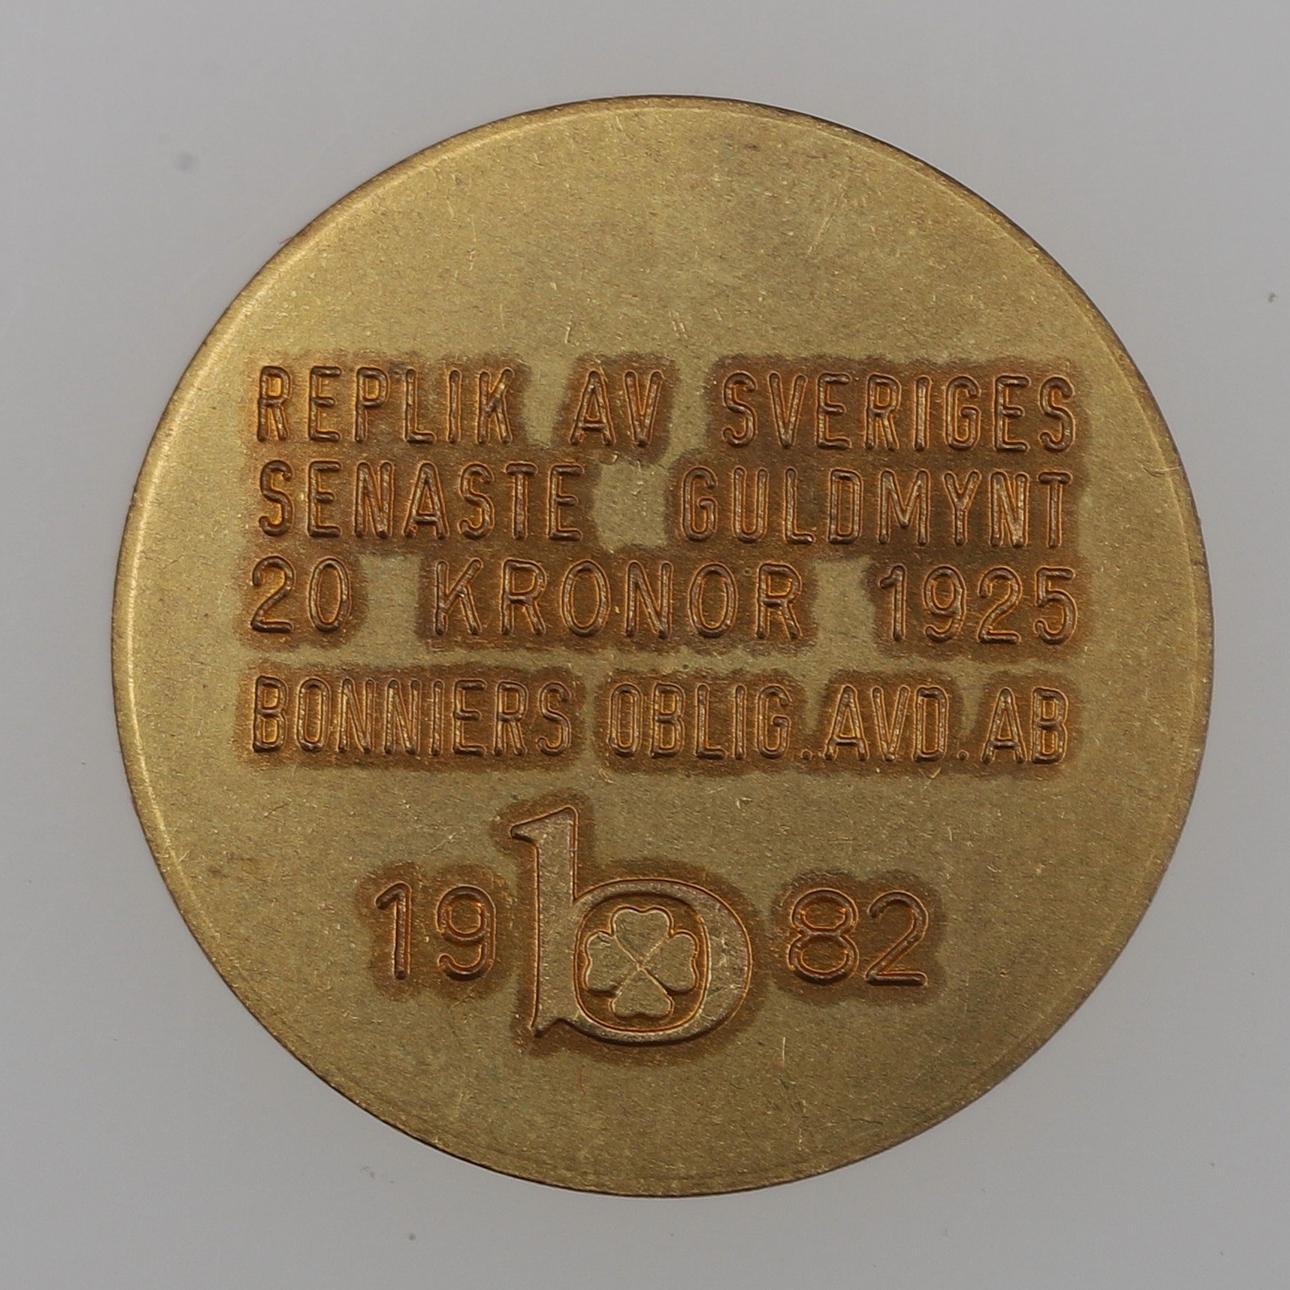 REPLIK AV SVERIGES
SENASTE GULDMYNT
20 KRONOR 1925
BONNIERS OBLIG. AVD. AB
19 b 82